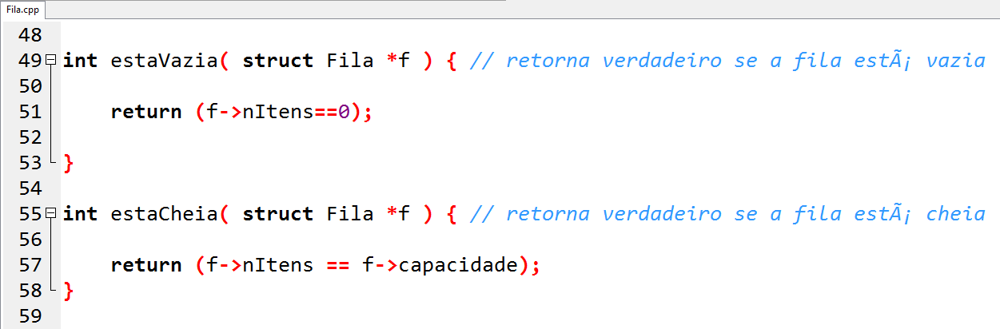 Fila.cpp
48
49 int estaVazia( struct Fila *f ) { // retorna verdadeiro se a fila estÃ¡ vazia
50
51 return (f->nItens==0);
52
53 }
54
55 int estaCheia( struct Fila *f ) { // retorna verdadeiro se a fila estÃ¡ cheia
56
57 return (f->nItens == f->capacidade);
58 }
59